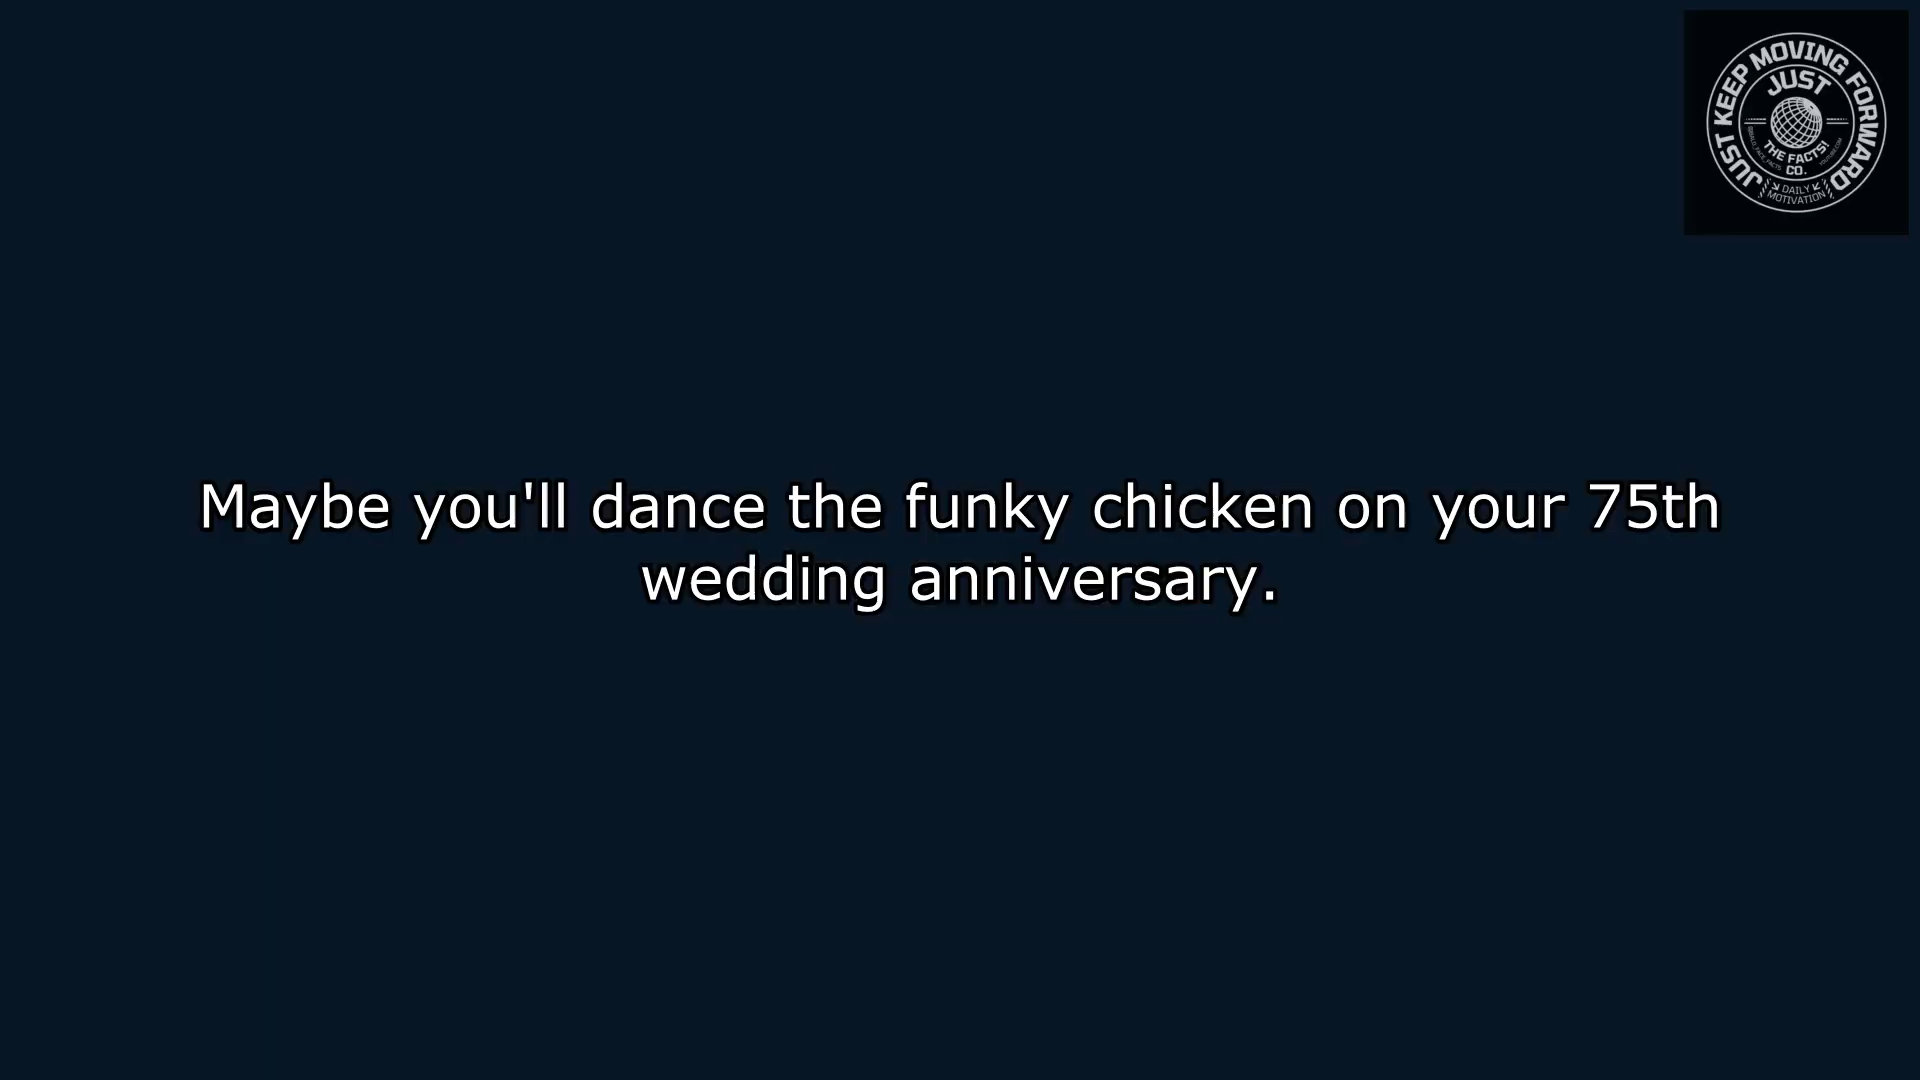 JUST KEEP MOVING FORWARD
JUST
THE FACTS!
CO.
DAILY
MOTIVATION
Maybe you'll dance the funky chicken on your 75th
wedding anniversary.